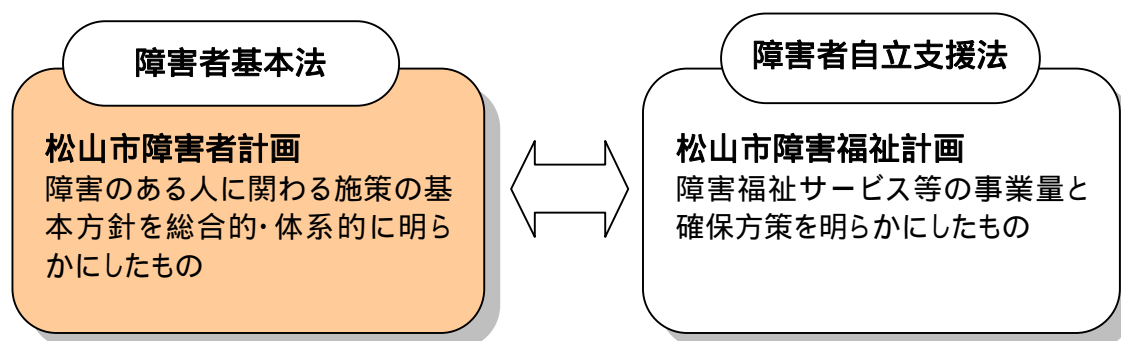 障害者基本法
松山市障害者計画
障害のある人に関わる施策の基
本方針を総合的・体系的に明ら
かにしたもの
障害者自立支援法
松山市障害福祉計画
障害福祉サービス等の事業量と
確保方策を明らかにしたもの